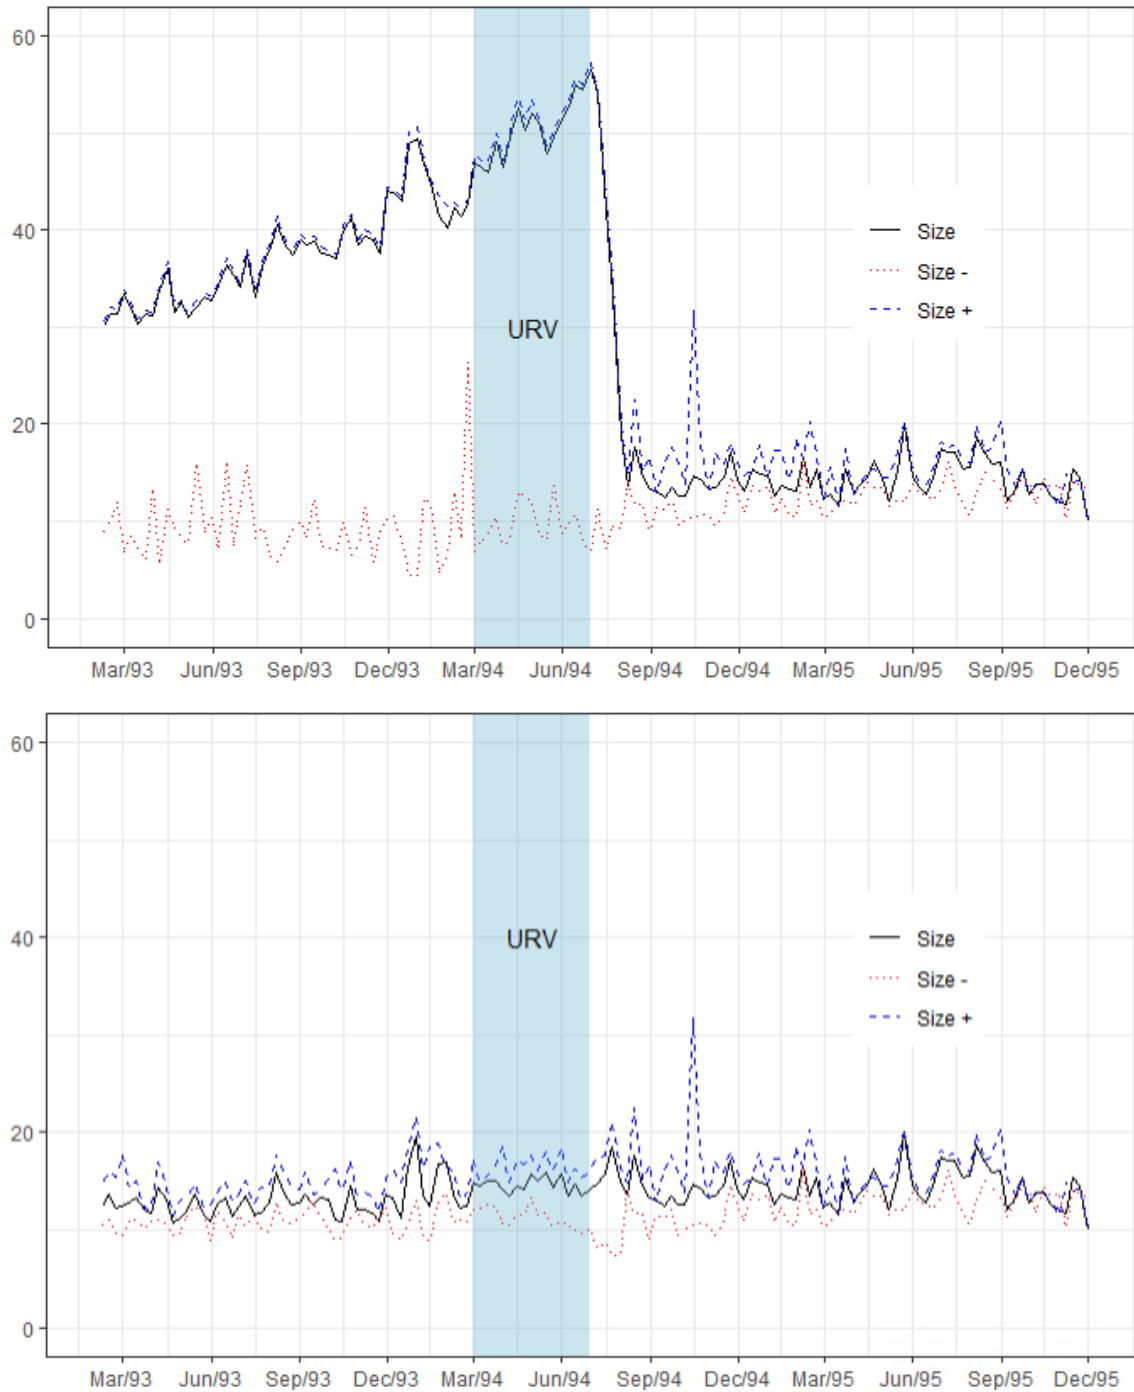 60
40
20
0
URV
Size
Size -
Size +
Mar/93 Jun/93 Sep/93 Dec/93 Mar/94 Jun/94 Sep/94 Dec/94 Mar/95 Jun/95 Sep/95 Dec/95
60
40
20
0
URV
Size
Size -
Size +
Mar/93 Jun/93 Sep/93 Dec/93 Mar/94 Jun/94 Sep/94 Dec/94 Mar/95 Jun/95 Sep/95 Dec/95